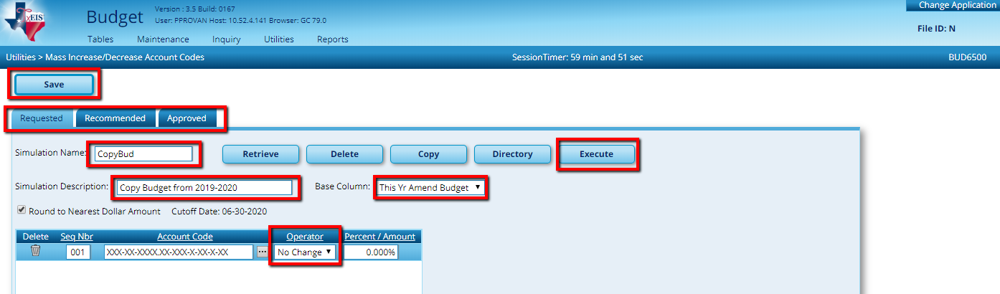 TxEIS
Budget
Version : 3.5 Build: 0167
User: PPROVAN Host: 10.52.4.141 Browser: GC 79.0
Change Application
File ID: N
Tables Maintenance Inquiry Utilities Reports
Utilities > Mass Increase/Decrease Account Codes SessionTimer: 59 min and 51 sec BUD6500
Save
Requested Recommended Approved
Simulation Name: CopyBud Retrieve Delete Copy Directory Execute
Simulation Description: Copy Budget from 2019-2020 Base Column: This Yr Amend Budget
Round to Nearest Dollar Amount Cutoff Date: 06-30-2020
Delete Seq Nbr Account Code Operator Percent / Amount
001 XXX-XX-XXXX.XX-XXX-X-XX-X-XX ... No Change 0.000%